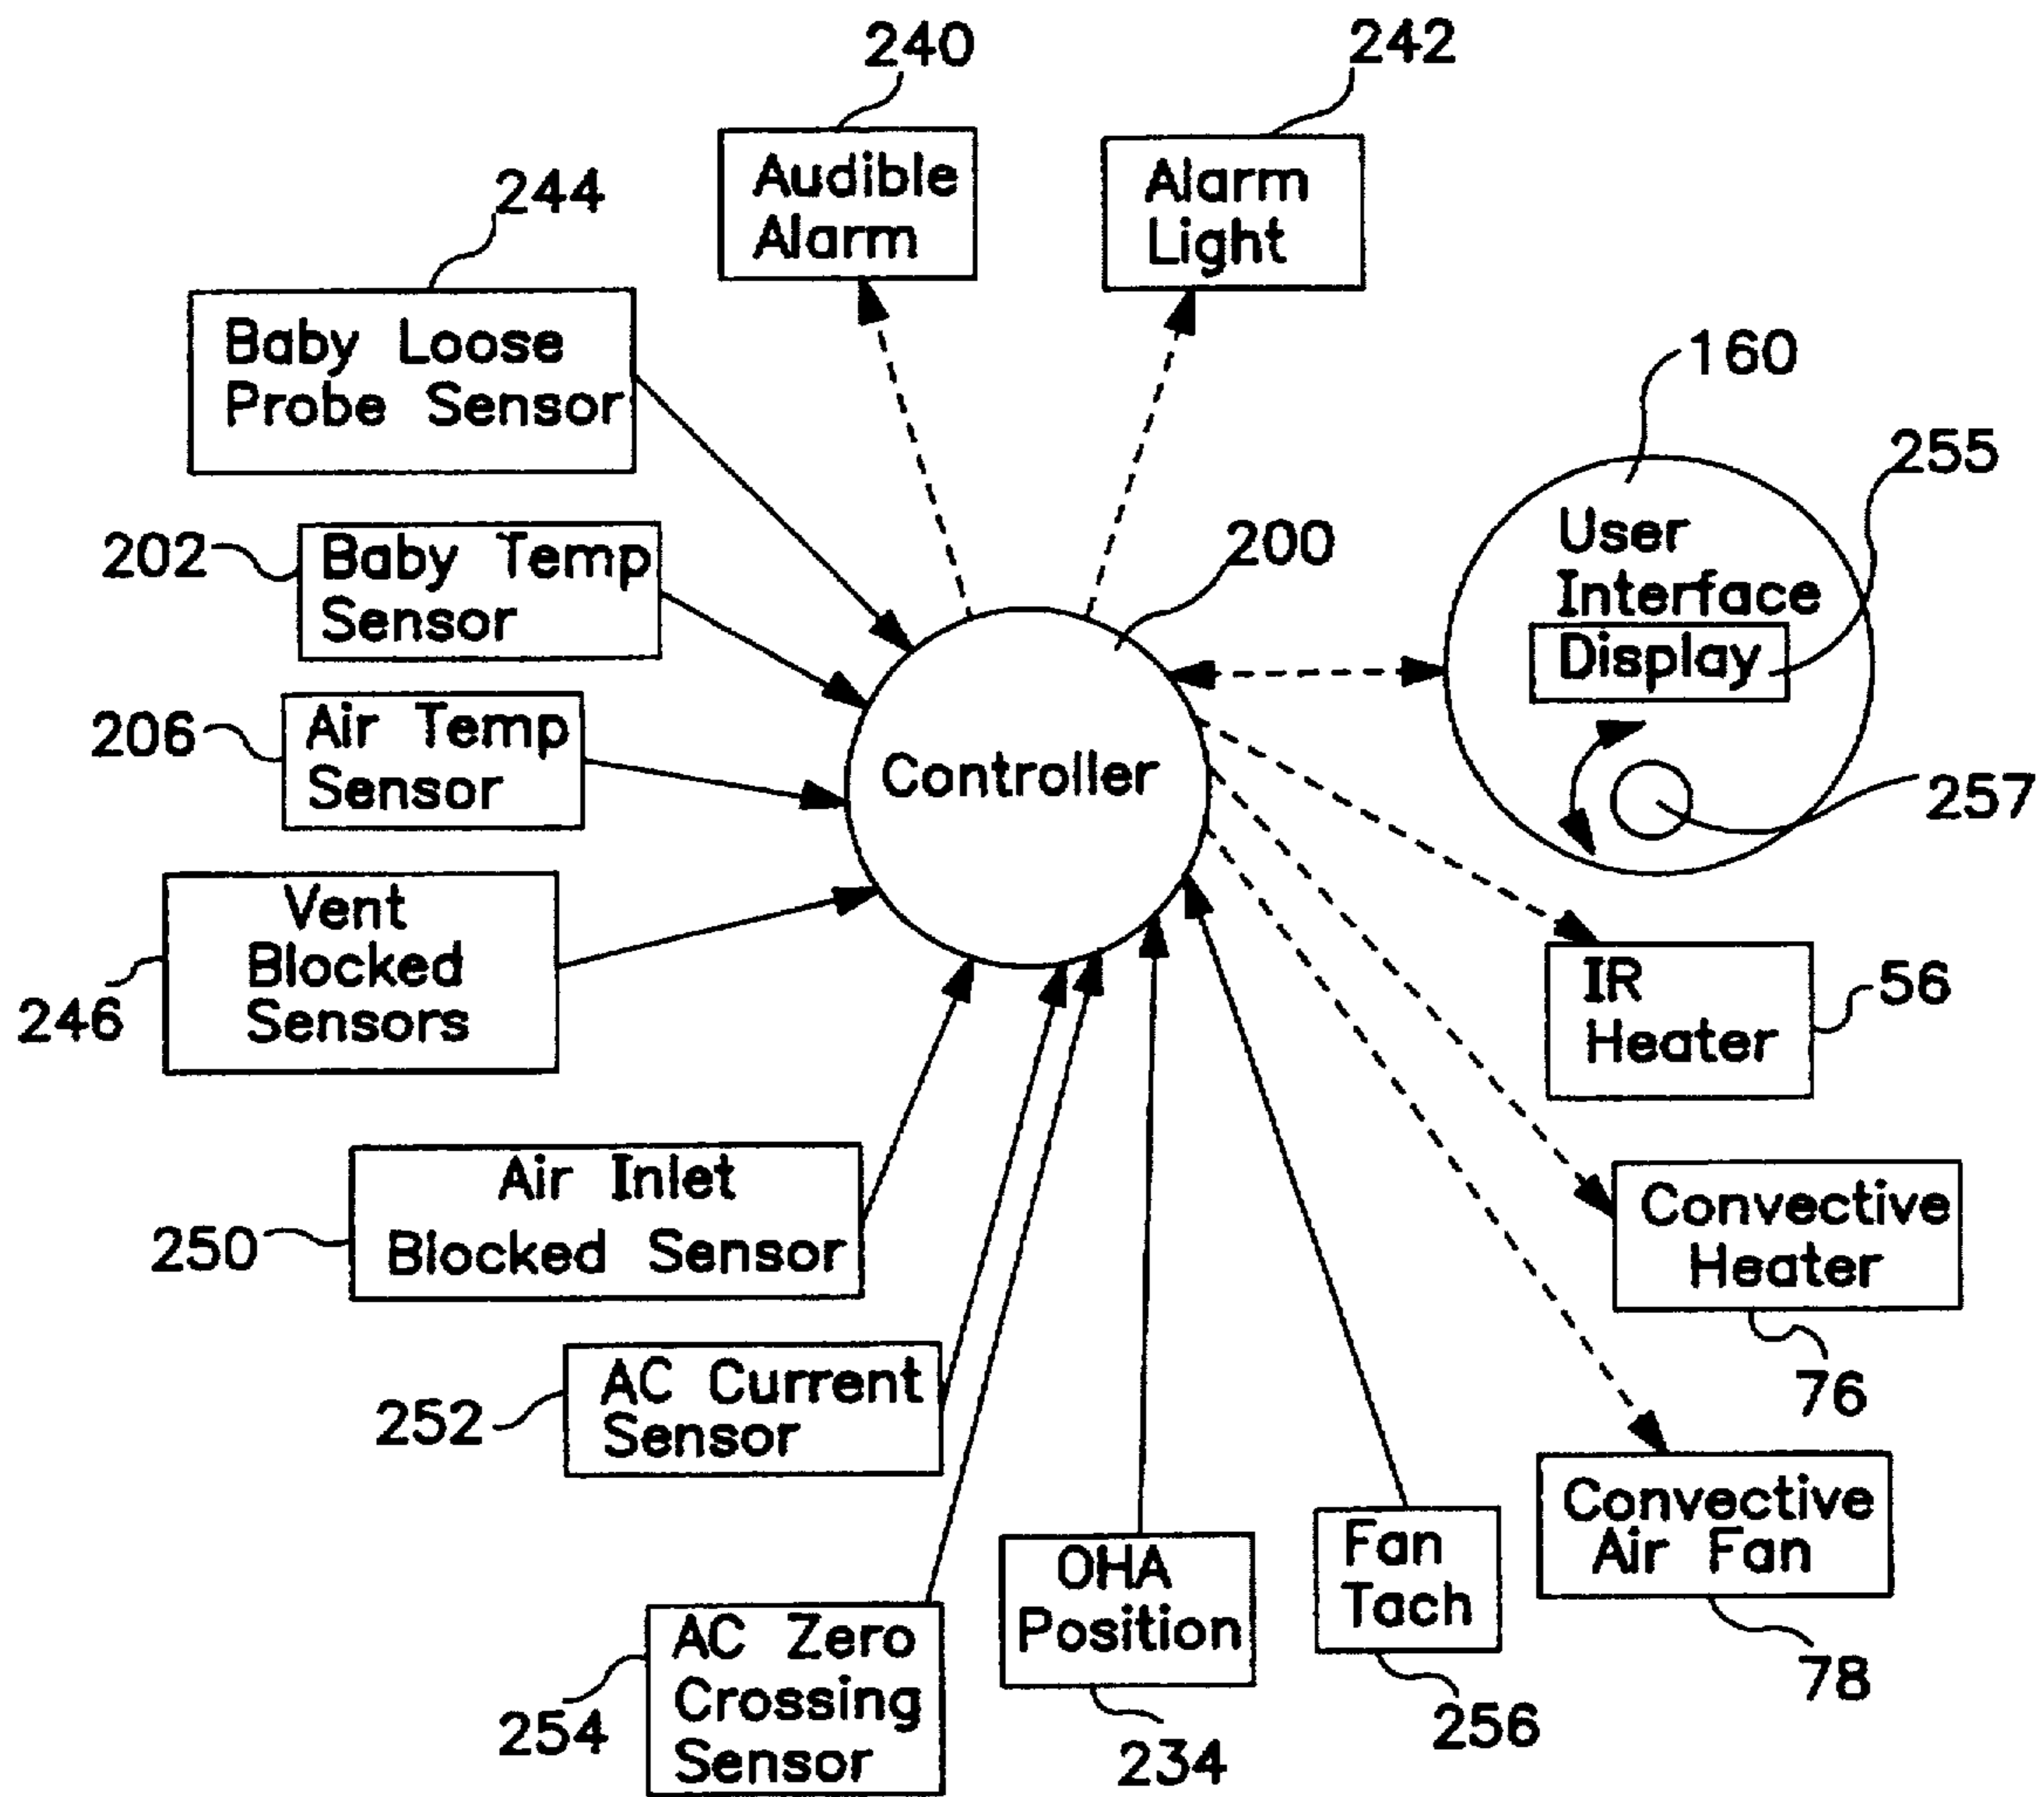 240
242
Audible
Alarm
Alarm
Light
244
Baby Loose
Probe Sensor
160
255
User
Interface
Display
257
202
Baby Temp
Sensor
200
206
Air Temp
Sensor
Controller
Vent
Blocked
Sensors
246
IR
Heater
56
Air Inlet
Blocked Sensor
250
Convective
Heater
76
AC Current
Sensor
252
Convective
Air Fan
78
Fan
Tach
256
OHA
Position
234
AC Zero
Crossing
Sensor
254